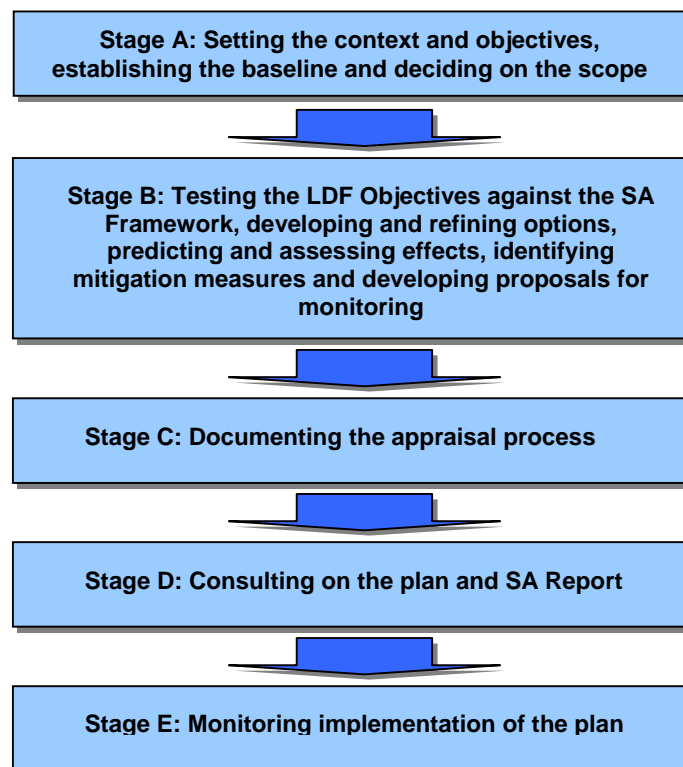 Stage A: Setting the context and objectives,
establishing the baseline and deciding on the scope
Stage B: Testing the LDF Objectives against the SA
Framework, developing and refining options,
predicting and assessing effects, identifying
mitigation measures and developing proposals for
monitoring
Stage C: Documenting the appraisal process
Stage D: Consulting on the plan and SA Report
Stage E: Monitoring implementation of the plan